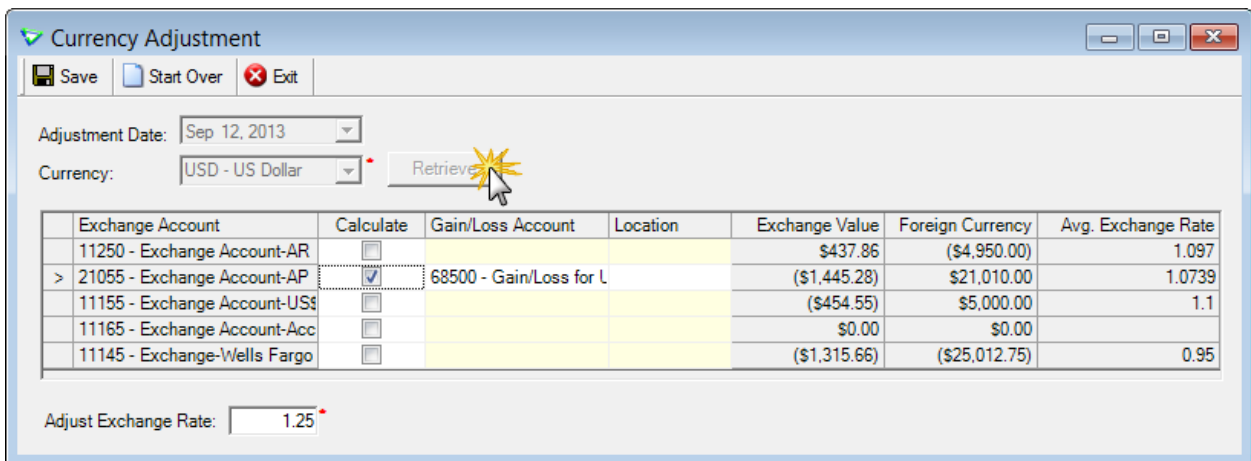 Currency Adjustment
Save Start Over Exit
Adjustment Date: Sep 12, 2013
Currency: USD - US Dollar * Retrieve
Exchange Account Calculate Gain/Loss Account Location Exchange Value Foreign Currency Avg. Exchange Rate
11250 - Exchange Account-AR $437.86 ($4,950.00) 1.097
> 21055 - Exchange Account-AP 68500 - Gain/Loss for U ($1,445.28) $21,010.00 1.0739
11155 - Exchange Account-US$ ($454.55) $5,000.00 1.1
11165 - Exchange Account-Acc $0.00 $0.00
11145 - Exchange-Wells Fargo ($1,315.66) ($25,012.75) 0.95
Adjust Exchange Rate: 1.25 *